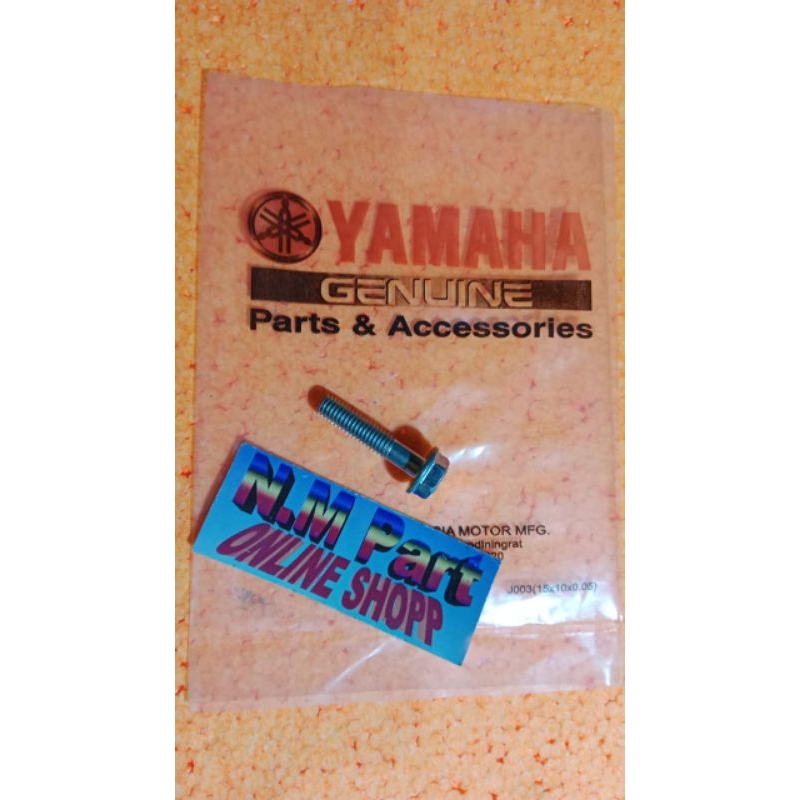 YAMAHA
GENUINE
Parts & Accessories
MOTOR MFG.
J003(15x10x0.05)
N.M Part
ONLINE SHOPP